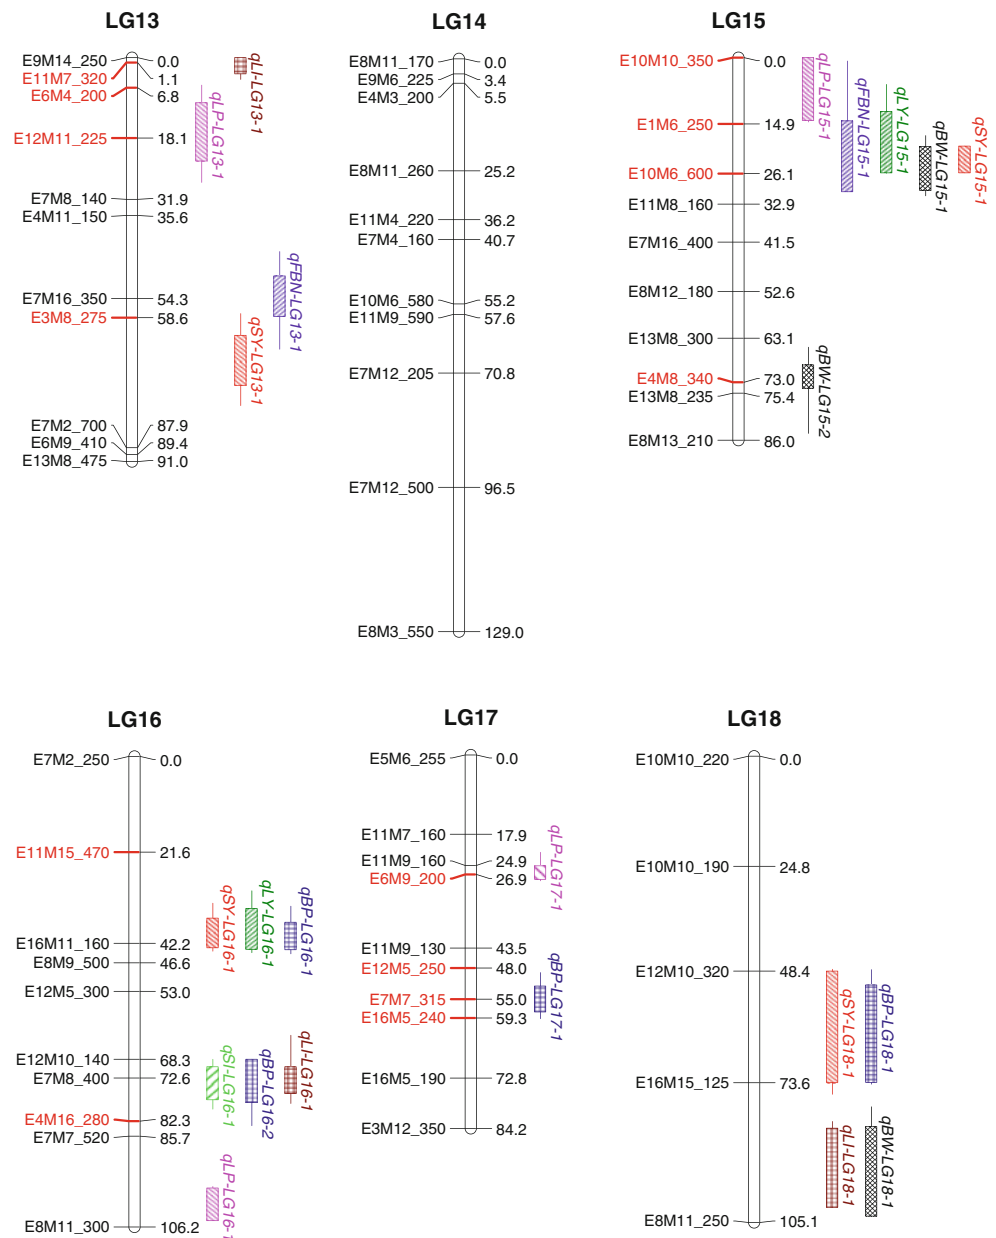 LG13
E9M14_250 0.0
E11M7_320 1.1
E6M4_200 6.8
E12M11_225 18.1
E7M8_140 31.9
E4M11_150 35.6
E7M16_350 54.3
E3M8_275 58.6
E7M2_700 87.9
E6M9_410 89.4
E13M8_475 91.0
qLI-LG13-1
qLP-LG13-1
qFBN-LG13-1
qSY-LG13-1
LG14
E8M11_170 0.0
E9M6_225 3.4
E4M3_200 5.5
E8M11_260 25.2
E11M4_220 36.2
E7M4_160 40.7
E10M6_580 55.2
E11M9_590 57.6
E7M12_205 70.8
E7M12_500 96.5
E8M3_550 129.0
LG15
E10M10_350 0.0
E1M6_250 14.9
E10M6_600 26.1
E11M8_160 32.9
E7M16_400 41.5
E8M12_180 52.6
E13M8_300 63.1
E4M8_340 73.0
E13M8_235 75.4
E8M13_210 86.0
qLP-LG15-1
qFBN-LG15-1
qLY-LG15-1
qBW-LG15-1
qSY-LG15-1
qBW-LG15-2
LG16
E7M2_250 0.0
E11M15_470 21.6
E16M11_160 42.2
E8M9_500 46.6
E12M5_300 53.0
E12M10_140 68.3
E7M8_400 72.6
E4M16_280 82.3
E7M7_520 85.7
E8M11_300 106.2
qSY-LG16-1
qLY-LG16-1
qBP-LG16-1
qSI-LG16-1
qBP-LG16-2
qLI-LG16-1
qLP-LG16-1
LG17
E5M6_255 0.0
E11M7_160 17.9
E11M9_160 24.9
E6M9_200 26.9
E11M9_130 43.5
E12M5_250 48.0
E7M7_315 55.0
E16M5_240 59.3
E16M5_190 72.8
E3M12_350 84.2
qLP-LG17-1
qBP-LG17-1
LG18
E10M10_220 0.0
E10M10_190 24.8
E12M10_320 48.4
E16M15_125 73.6
E8M11_250 105.1
qSY-LG18-1
qBP-LG18-1
qLI-LG18-1
qBW-LG18-1